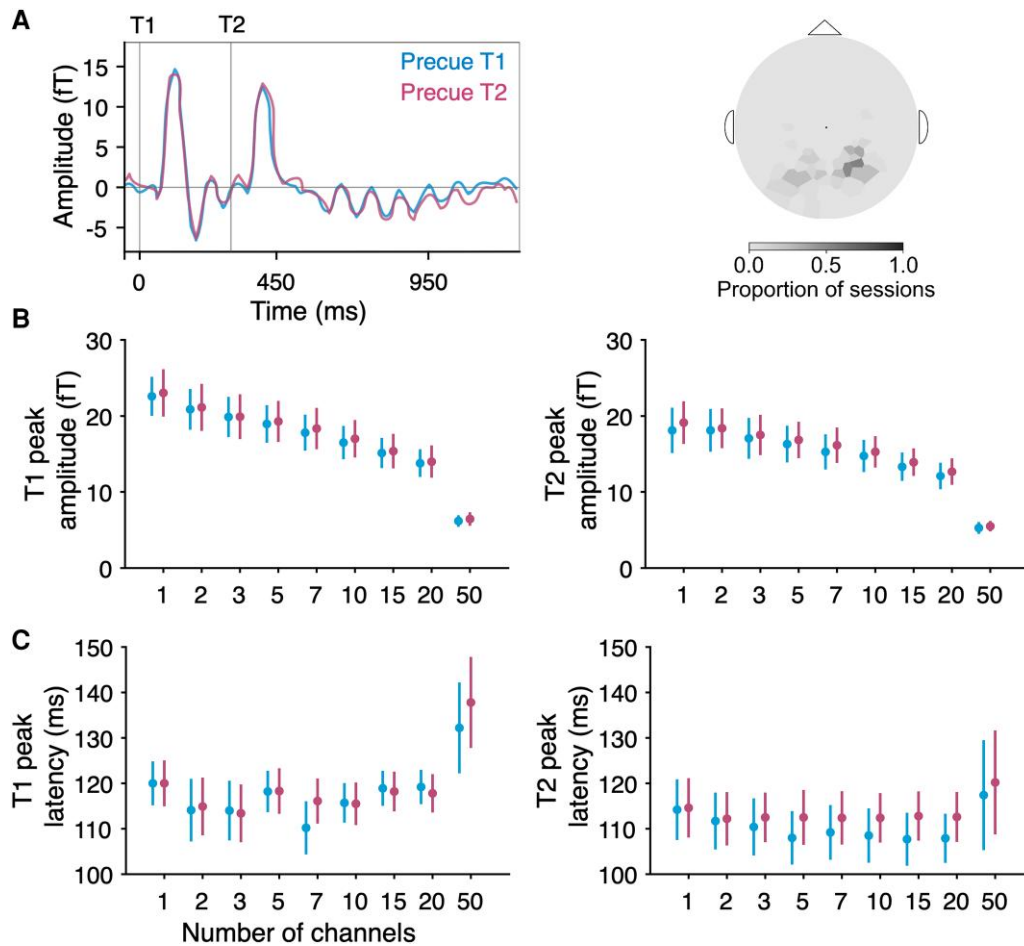 A
T1
T2
Precue T1
Precue T2
Amplitude (fT)
15
10
5
0
-5
0
450
950
Time (ms)
0.0
0.5
1.0
Proportion of sessions
B
T1 peak
amplitude (fT)
30
20
10
0
1 2 3 5 7 10 15 20 50
T2 peak
amplitude (fT)
30
20
10
0
1 2 3 5 7 10 15 20 50
C
T1 peak
latency (ms)
150
140
130
120
110
100
1 2 3 5 7 10 15 20 50
Number of channels
T2 peak
latency (ms)
150
140
130
120
110
100
1 2 3 5 7 10 15 20 50